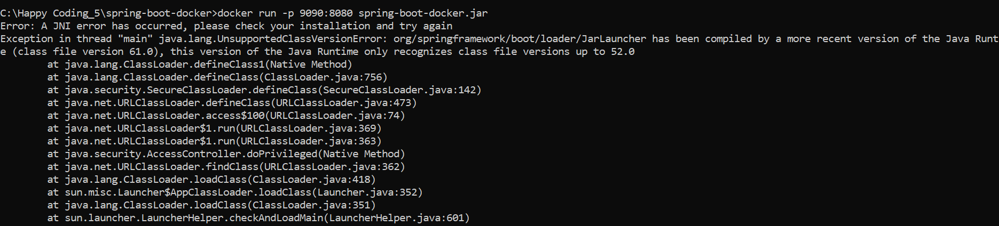 C:\Happy Coding_5\spring-boot-docker>docker run -p 9090:8080 spring-boot-docker.jar
Error: A JNI error has occurred, please check your installation and try again
Exception in thread "main" java.lang.UnsupportedClassVersionError: org/springframework/boot/loader/JarLauncher has been compiled by a more recent version of the Java Runt
e (class file version 61.0), this version of the Java Runtime only recognizes class file versions up to 52.0
        at java.lang.ClassLoader.defineClass1(Native Method)
        at java.lang.ClassLoader.defineClass(ClassLoader.java:756)
        at java.security.SecureClassLoader.defineClass(SecureClassLoader.java:142)
        at java.net.URLClassLoader.defineClass(URLClassLoader.java:473)
        at java.net.URLClassLoader.access$100(URLClassLoader.java:74)
        at java.net.URLClassLoader$1.run(URLClassLoader.java:369)
        at java.net.URLClassLoader$1.run(URLClassLoader.java:363)
        at java.security.AccessController.doPrivileged(Native Method)
        at java.net.URLClassLoader.findClass(URLClassLoader.java:362)
        at java.lang.ClassLoader.loadClass(ClassLoader.java:418)
        at sun.misc.Launcher$AppClassLoader.loadClass(Launcher.java:352)
        at java.lang.ClassLoader.loadClass(ClassLoader.java:351)
        at sun.launcher.LauncherHelper.checkAndLoadMain(LauncherHelper.java:601)